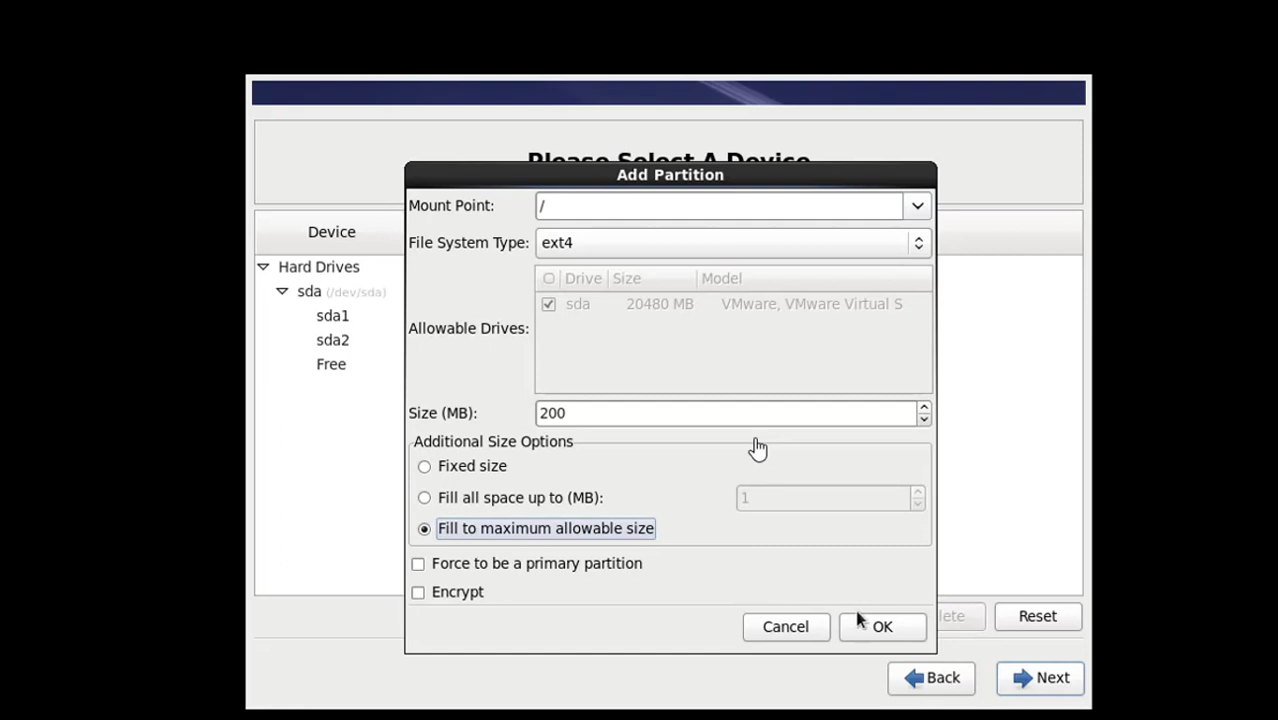 Please Select A Device
Add Partition
Mount Point: /
File System Type: ext4
Device
Drive Size Model
Hard Drives
sda (/dev/sda)
sda 20480 MB VMware, VMware Virtual S
sda1
Allowable Drives:
sda2
Free
Size (MB): 200
Additional Size Options
Fixed size
Fill all space up to (MB): 1
Fill to maximum allowable size
Force to be a primary partition
Encrypt
Cancel OK
lete Reset
Back Next